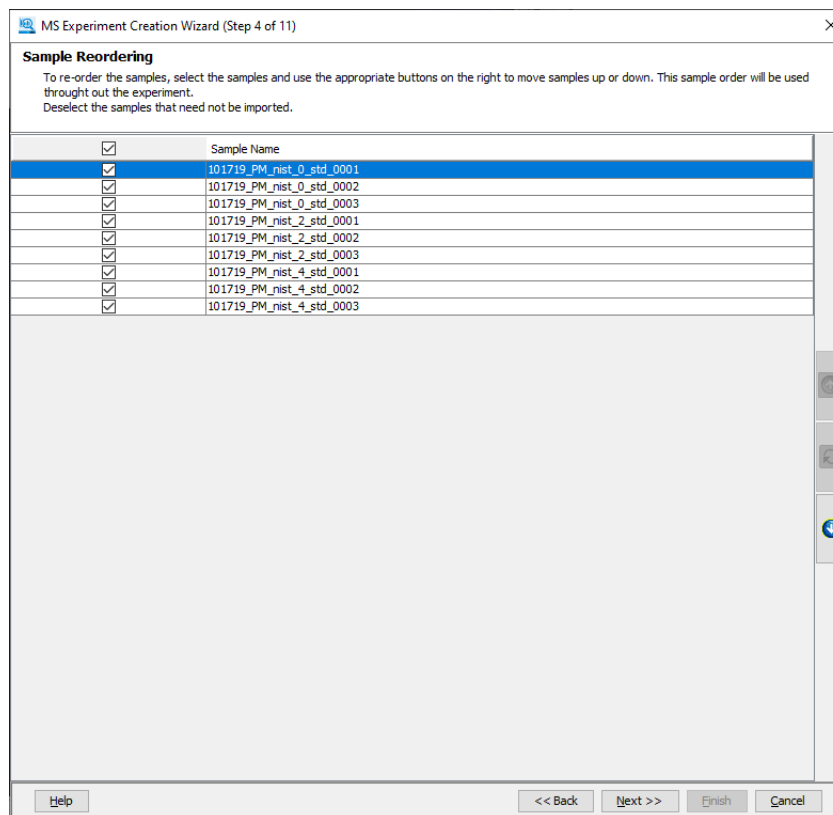 MS Experiment Creation Wizard (Step 4 of 11)
Sample Reordering
To re-order the samples, select the samples and use the appropriate buttons on the right to move samples up or down. This sample order will be used
throught out the experiment.
Deselect the samples that need not be imported.
Sample Name
101719_PM_nist_0_std_0001
101719_PM_nist_0_std_0002
101719_PM_nist_0_std_0003
101719_PM_nist_2_std_0001
101719_PM_nist_2_std_0002
101719_PM_nist_2_std_0003
101719_PM_nist_4_std_0001
101719_PM_nist_4_std_0002
101719_PM_nist_4_std_0003
Help << Back Next >> Finish Cancel